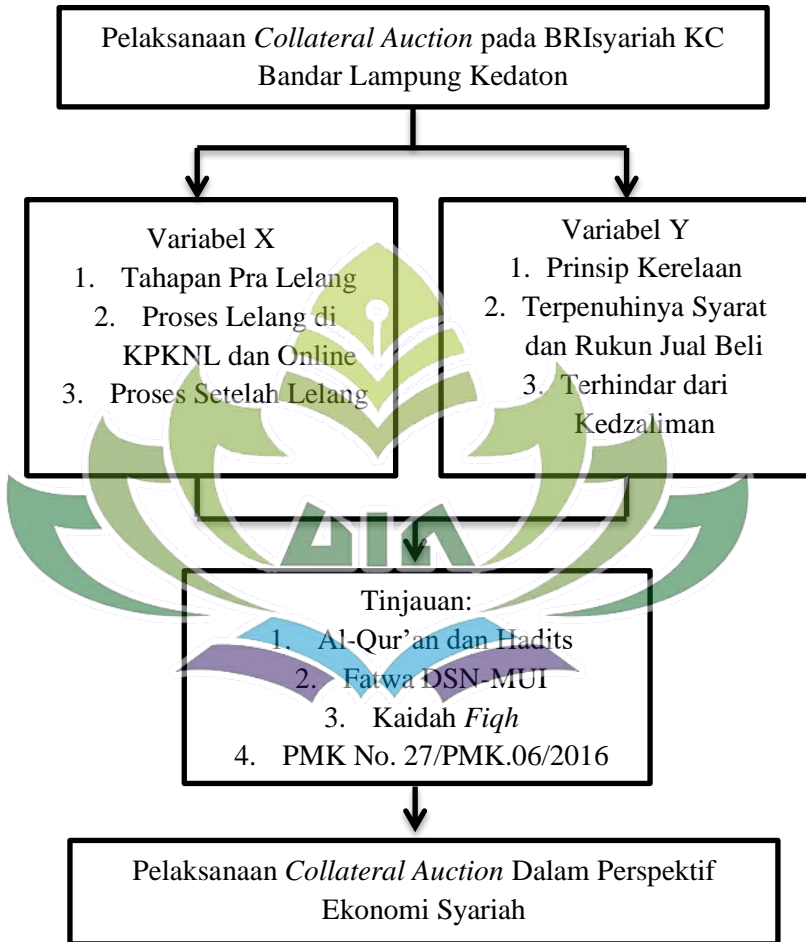 Pelaksanaan Collateral Auction pada BRIsyariah KC
Bandar Lampung Kedaton
Variabel X
1. Tahapan Pra Lelang
2. Proses Lelang di
KPKNL dan Online
3. Proses Setelah Lelang
Variabel Y
1. Prinsip Kerelaan
2. Terpenuhinya Syarat
dan Rukun Jual Beli
3. Terhindar dari
Kedzaliman
Tinjauan:
1. Al-Qur’an dan Hadits
2. Fatwa DSN-MUI
3. Kaidah Fiqh
4. PMK No. 27/PMK.06/2016
Pelaksanaan Collateral Auction Dalam Perspektif
Ekonomi Syariah